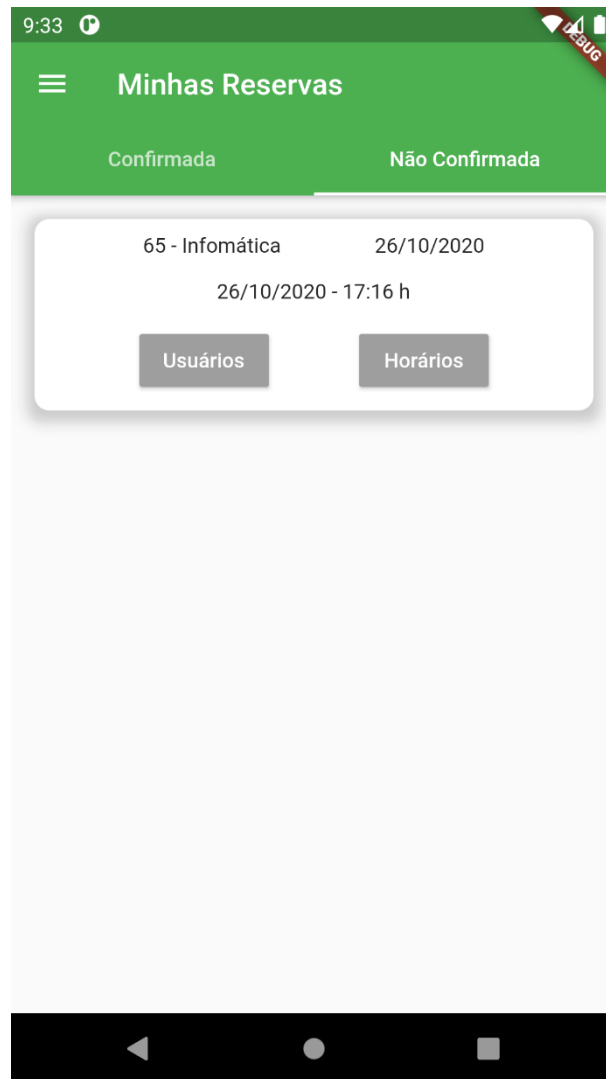 9:33
DEBUG
Minhas Reservas
Confirmada Não Confirmada
65 - Infomática 26/10/2020
26/10/2020 - 17:16 h
Usuários Horários